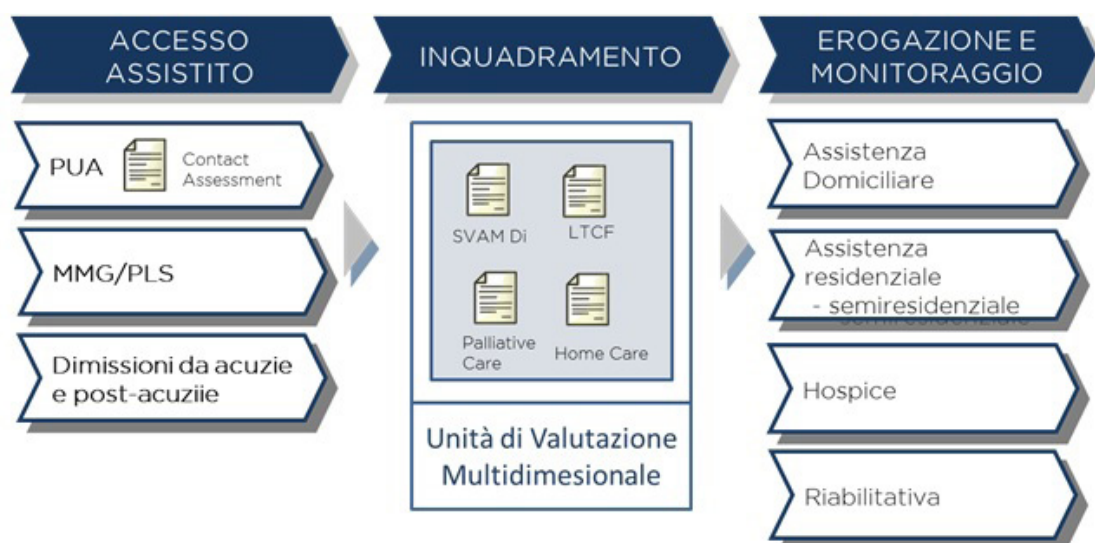 ACCESSO
ASSISTITO
INQUADRAMENTO
EROGAZIONE E
MONITORAGGIO
PUA
Contact
Assessment
MMG/PLS
Dimissioni da acuzie
e post-acuziie
SVAM Di
LTCF
Palliative
Care
Home Care
Unità di Valutazione
Multidimesionale
Assistenza
Domiciliare
Assistenza
residenziale
- semiresidenziale
Hospice
Riabilitativa